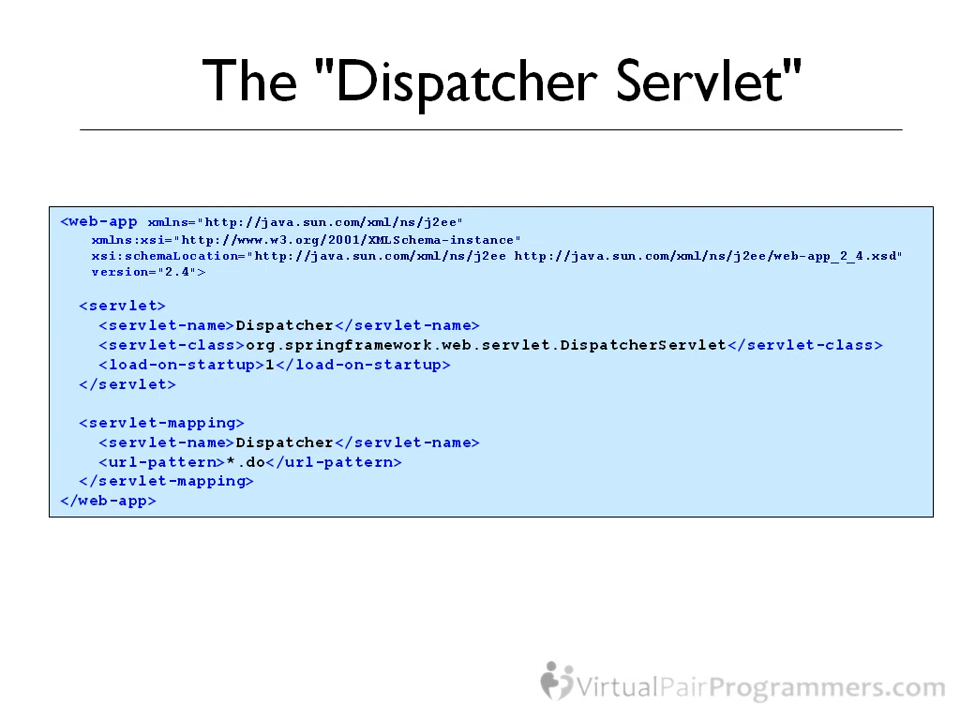 The "Dispatcher Servlet"
<web-app xmlns="http://java.sun.com/xml/ns/j2ee"
xmlns:xsi="http://www.w3.org/2001/XMLSchema-instance"
xsi:schemaLocation="http://java.sun.com/xml/ns/j2ee http://java.sun.com/xml/ns/j2ee/web-app_2_4.xsd"
version="2.4">
<servlet>
<servlet-name>Dispatcher</servlet-name>
<servlet-class>org.springframework.web.servlet.DispatcherServlet</servlet-class>
<load-on-startup>1</load-on-startup>
</servlet>
<servlet-mapping>
<servlet-name>Dispatcher</servlet-name>
<url-pattern>*.do</url-pattern>
</servlet-mapping>
</web-app>
VirtualPairProgrammers.com